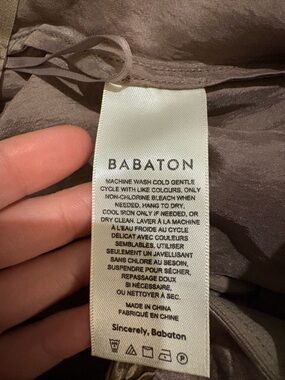 BABATON
MACHINE WASH COLD GENTLE
CYCLE WITH LIKE COLOURS, ONLY
NON-CHLORINE BLEACH WHEN
NEEDED, HANG TO DRY,
COOL IRON ONLY IF NEEDED, OR
DRY CLEAN. LAVER À LA MACHINE
À L'EAU FROIDE AU CYCLE
DÉLICAT AVEC COULEURS
SEMBLABLES, UTILISER
SEULEMENT UN JAVELLISANT
SANS CHLORE AU BESOIN,
SUSPENDRE POUR SÉCHER,
REPASSAGE DOUX
SI NÉCESSAIRE,
OU NETTOYER À SEC.
MADE IN CHINA
FABRIQUÉ EN CHINE
Sincerely, Babaton
P